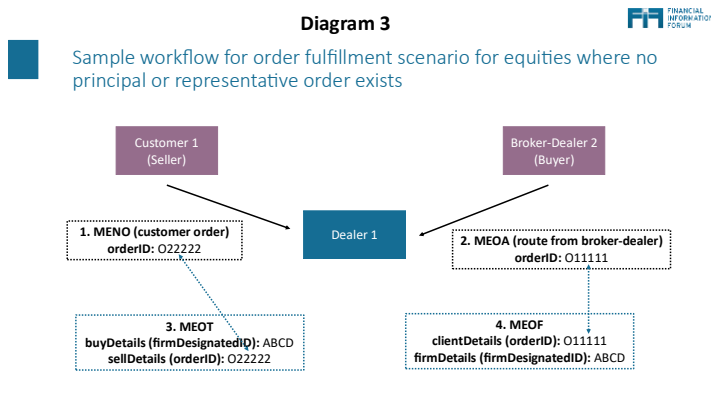 Diagram 3
FINANCIAL
INFORMATION
FORUM
Sample workflow for order fulfillment scenario for equities where no
principal or representative order exists
Customer 1
(Seller)
Broker-Dealer 2
(Buyer)
Dealer 1
1. MENO (customer order)
orderID: O22222
2. MEOA (route from broker-dealer)
orderID: O11111
3. MEOT
buyDetails (firmDesignatedID): ABCD
sellDetails (orderID): O22222
4. MEOF
clientDetails (orderID): O11111
firmDetails (firmDesignatedID): ABCD